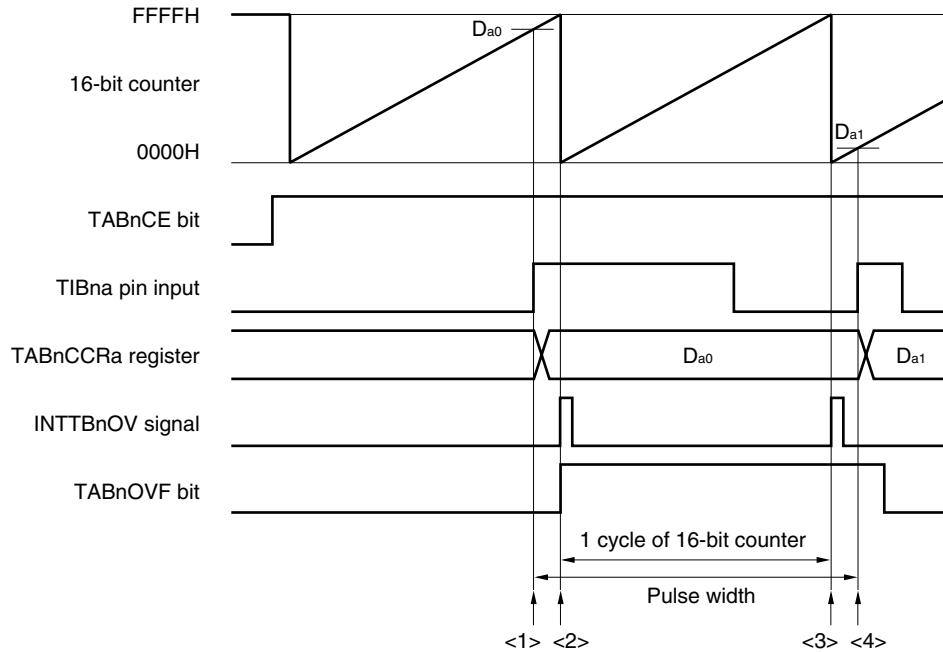 FFFFH
Da0
16-bit counter
Da1
0000H
TABnCE bit
TIBna pin input
TABnCCRa register
Da0
Da1
INTTBnOV signal
TABnOVF bit
1 cycle of 16-bit counter
Pulse width
<1> <2> <3> <4>